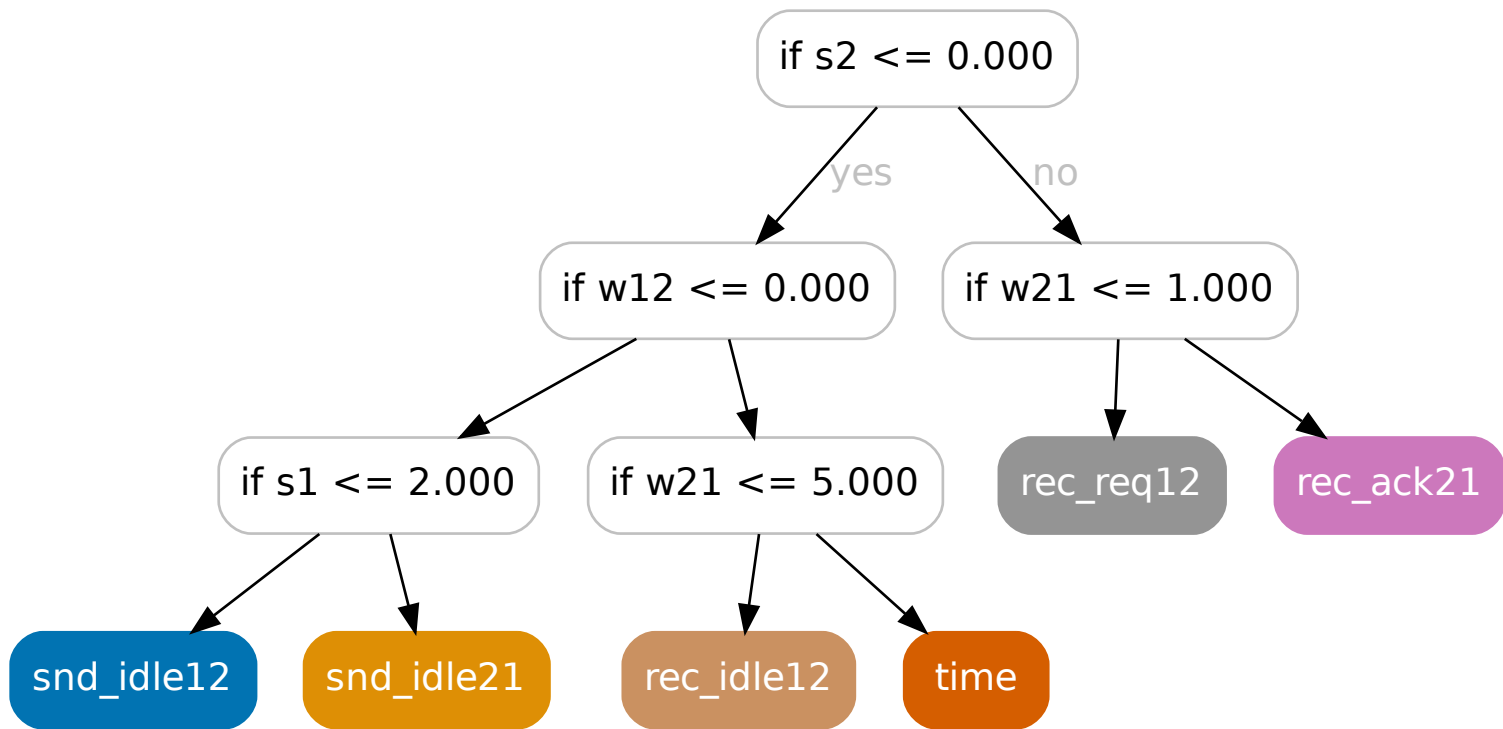 if s2 <= 0.000
yes
no
if w12 <= 0.000
if w21 <= 1.000
if s1 <= 2.000
if w21 <= 5.000
rec_req12
rec_ack21
snd_idle12
snd_idle21
rec_idle12
time